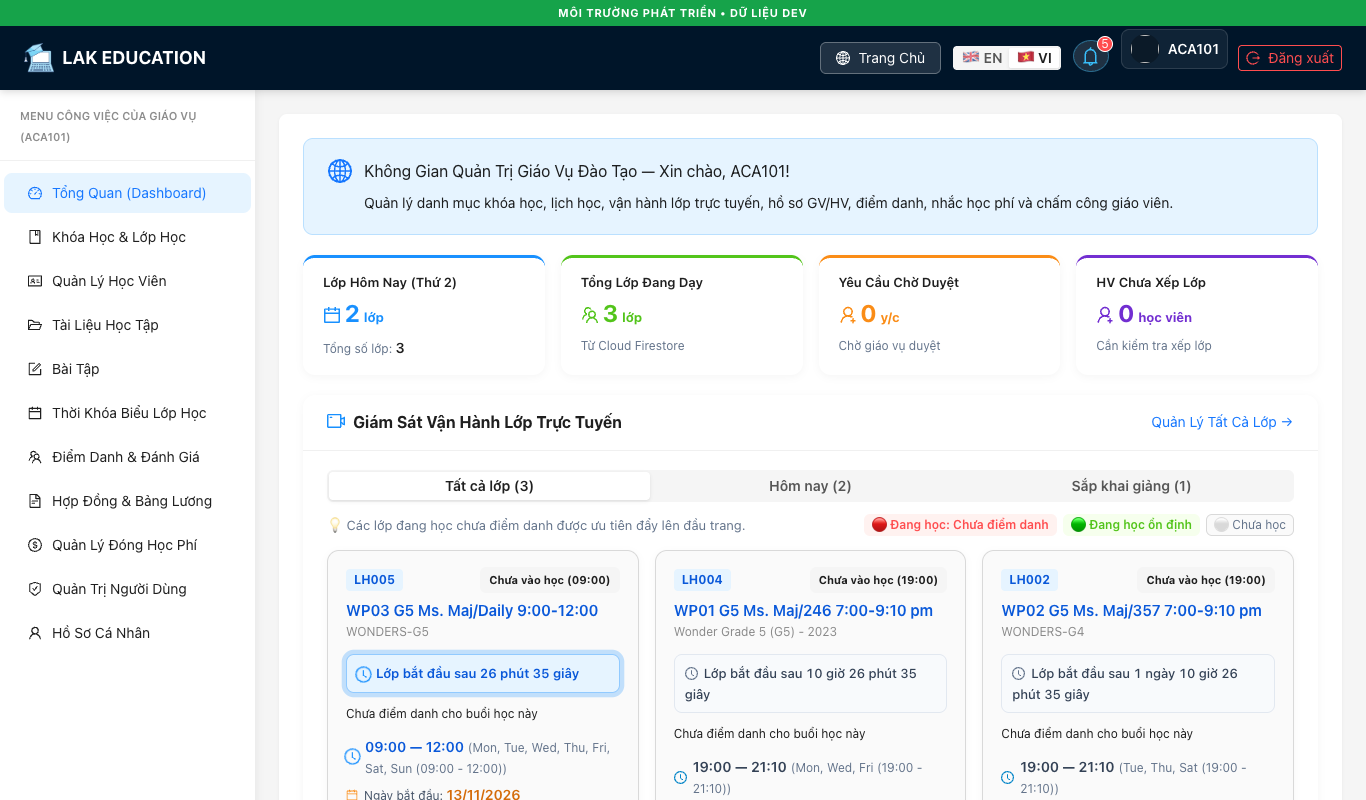 MÔI TRƯỜNG PHÁT TRIỂN • DỮ LIỆU DEV
LAK EDUCATION
Trang Chủ
EN
VI
5
ACA101
Đăng xuất
MENU CÔNG VIỆC CỦA GIÁO VỤ
(ACA101)
Tổng Quan (Dashboard)
Khóa Học & Lớp Học
Quản Lý Học Viên
Tài Liệu Học Tập
Bài Tập
Thời Khóa Biểu Lớp Học
Điểm Danh & Đánh Giá
Hợp Đồng & Bảng Lương
Quản Lý Đóng Học Phí
Quản Trị Người Dùng
Hồ Sơ Cá Nhân
Không Gian Quản Trị Giáo Vụ Đào Tạo — Xin chào, ACA101!
Quản lý danh mục khóa học, lịch học, vận hành lớp trực tuyến, hồ sơ GV/HV, điểm danh, nhắc học phí và chấm công giáo viên.
Lớp Hôm Nay (Thứ 2)
2 lớp
Tổng số lớp: 3
Tổng Lớp Đang Dạy
3 lớp
Từ Cloud Firestore
Yêu Cầu Chờ Duyệt
0 y/c
Chờ giáo vụ duyệt
HV Chưa Xếp Lớp
0 học viên
Cần kiểm tra xếp lớp
Giám Sát Vận Hành Lớp Trực Tuyến
Quản Lý Tất Cả Lớp →
Tất cả lớp (3)
Hôm nay (2)
Sắp khai giảng (1)
Các lớp đang học chưa điểm danh được ưu tiên đẩy lên đầu trang.
Đang học: Chưa điểm danh
Đang học ổn định
Chưa học
LH005
Chưa vào học (09:00)
WP03 G5 Ms. Maj/Daily 9:00-12:00
WONDERS-G5
Lớp bắt đầu sau 26 phút 35 giây
Chưa điểm danh cho buổi học này
09:00 — 12:00 (Mon, Tue, Wed, Thu, Fri,
Sat, Sun (09:00 - 12:00))
Ngày bắt đầu: 13/11/2026
LH004
Chưa vào học (19:00)
WP01 G5 Ms. Maj/246 7:00-9:10 pm
Wonder Grade 5 (G5) - 2023
Lớp bắt đầu sau 10 giờ 26 phút 35
giây
Chưa điểm danh cho buổi học này
19:00 — 21:10 (Mon, Wed, Fri (19:00 -
21:10))
LH002
Chưa vào học (19:00)
WP02 G5 Ms. Maj/357 7:00-9:10 pm
WONDERS-G4
Lớp bắt đầu sau 1 ngày 10 giờ 26
phút 35 giây
Chưa điểm danh cho buổi học này
19:00 — 21:10 (Tue, Thu, Sat (19:00 -
21:10))